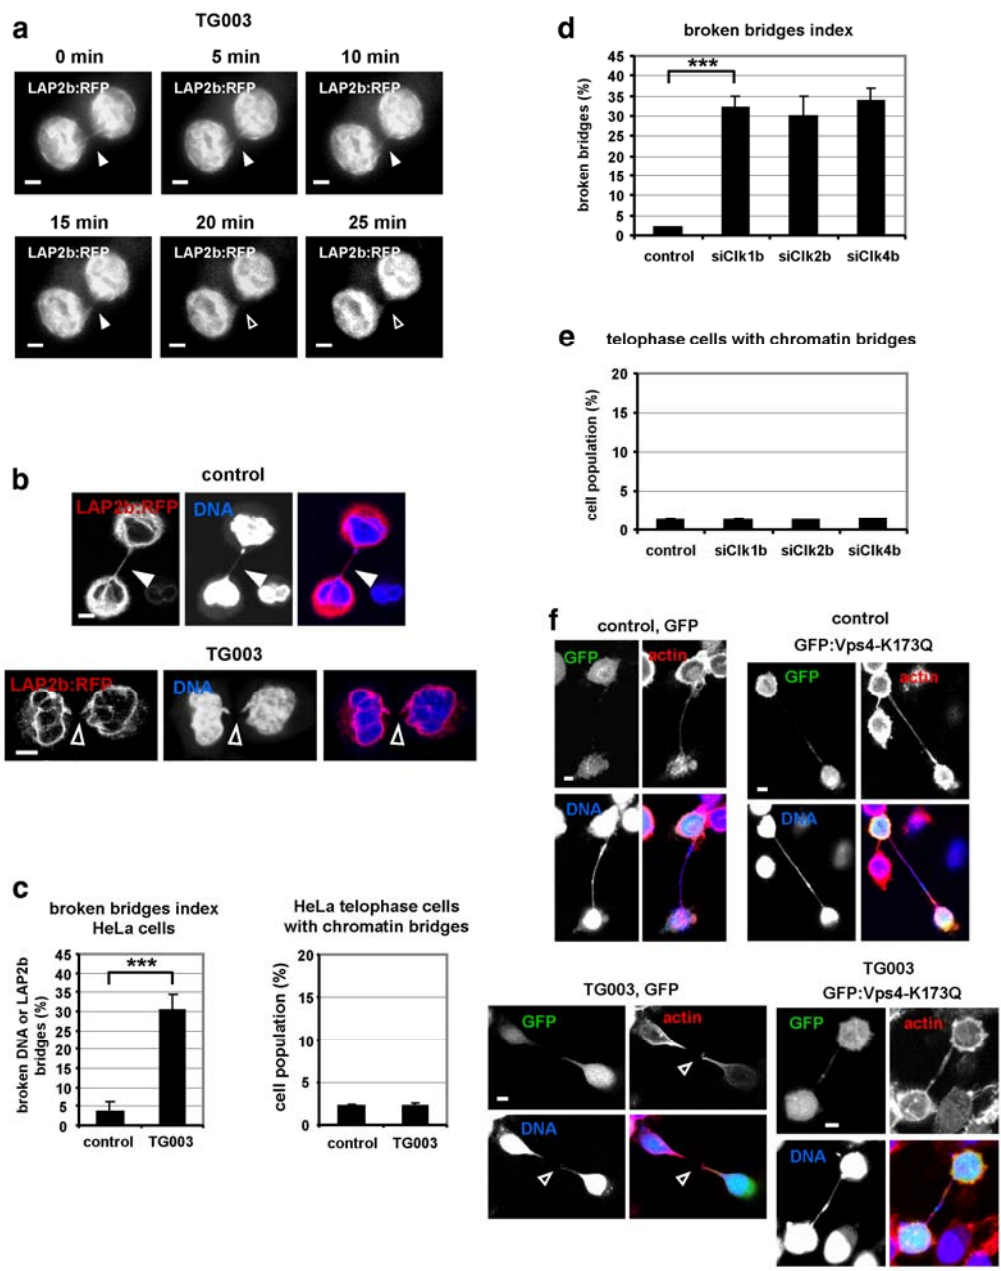 a
TG003
0 min 5 min 10 min
LAP2b:RFP LAP2b:RFP LAP2b:RFP
15 min 20 min 25 min
LAP2b:RFP LAP2b:RFP LAP2b:RFP
b
control
LAP2b:RFP DNA
TG003
LAP2b:RFP DNA
c
broken bridges index
HeLa cells
broken DNA or LAP2b
bridges (%)
45
40
35
30
25
20
15
10
5
0
***
control TG003
HeLa telophase cells
with chromatin bridges
cell population (%)
20
15
10
5
0
control TG003
d
broken bridges index
broken bridges (%)
45
40
35
30
25
20
15
10
5
0
***
control siClk1b siClk2b siClk4b
e
telophase cells with chromatin bridges
cell population (%)
20
15
10
5
0
control siClk1b siClk2b siClk4b
f
control, GFP
GFP actin
DNA
control
GFP:Vps4-K173Q
GFP actin
DNA
TG003, GFP
GFP actin
DNA
TG003
GFP:Vps4-K173Q
GFP actin
DNA